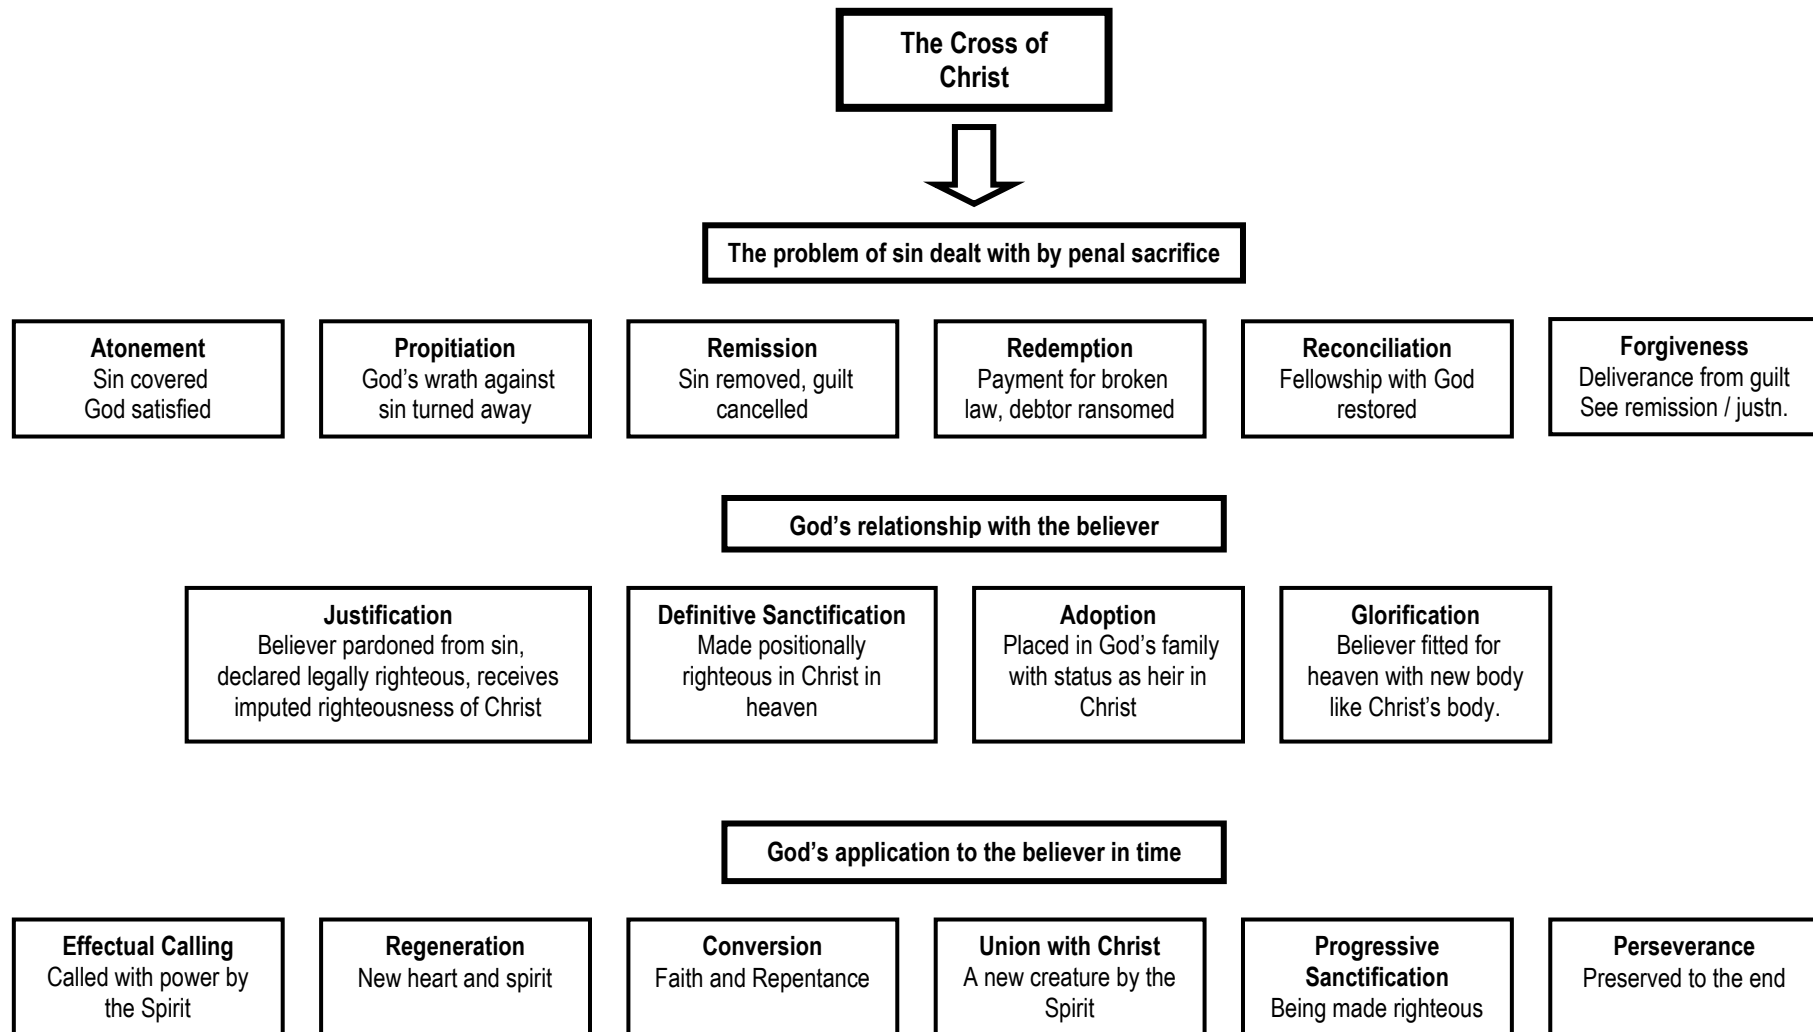 The Cross of
Christ
The problem of sin dealt with by penal sacrifice
Atonement
Sin covered
God satisfied
Propitiation
God’s wrath against
sin turned away
Remission
Sin removed, guilt
cancelled
Redemption
Payment for broken
law, debtor ransomed
Reconciliation
Fellowship with God
restored
Forgiveness
Deliverance from guilt
See remission / justn.
God’s relationship with the believer
Justification
Believer pardoned from sin,
declared legally righteous, receives
imputed righteousness of Christ
Definitive Sanctification
Made positionally
righteous in Christ in
heaven
Adoption
Placed in God’s family
with status as heir in
Christ
Glorification
Believer fitted for
heaven with new body
like Christ’s body.
God’s application to the believer in time
Effectual Calling
Called with power by
the Spirit
Regeneration
New heart and spirit
Conversion
Faith and Repentance
Union with Christ
A new creature by the
Spirit
Progressive
Sanctification
Being made righteous
Perseverance
Preserved to the end